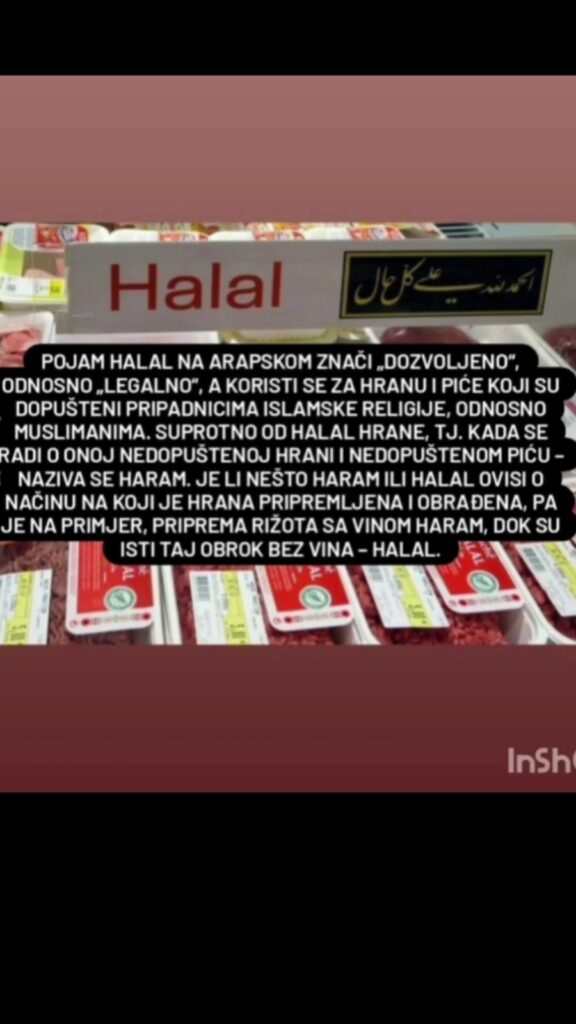 Halal
الحمد لله على كل حال
POJAM HALAL NA ARAPSKOM ZNAČI „DOZVOLJENO“,
ODNOSNO „LEGALNO“, A KORISTI SE ZA HRANU I PIĆE KOJI SU
DOPUŠTENI PRIPADNICIMA ISLAMSKE RELIGIJE, ODNOSNO
MUSLIMANIMA. SUPROTNO OD HALAL HRANE, TJ. KADA SE
RADI O ONOJ NEDOPUŠTENOJ HRANI I NEDOPUŠTENOM PIĆU –
NAZIVA SE HARAM. JE LI NEŠTO HARAM ILI HALAL OVISI O
NAČINU NA KOJI JE HRANA PRIPREMLJENA I OBRAĐENA, PA
JE NA PRIMJER, PRIPREMA RIŽOTA SA VINOM HARAM, DOK SU
ISTI TAJ OBROK BEZ VINA – HALAL.
HALAL
InSh